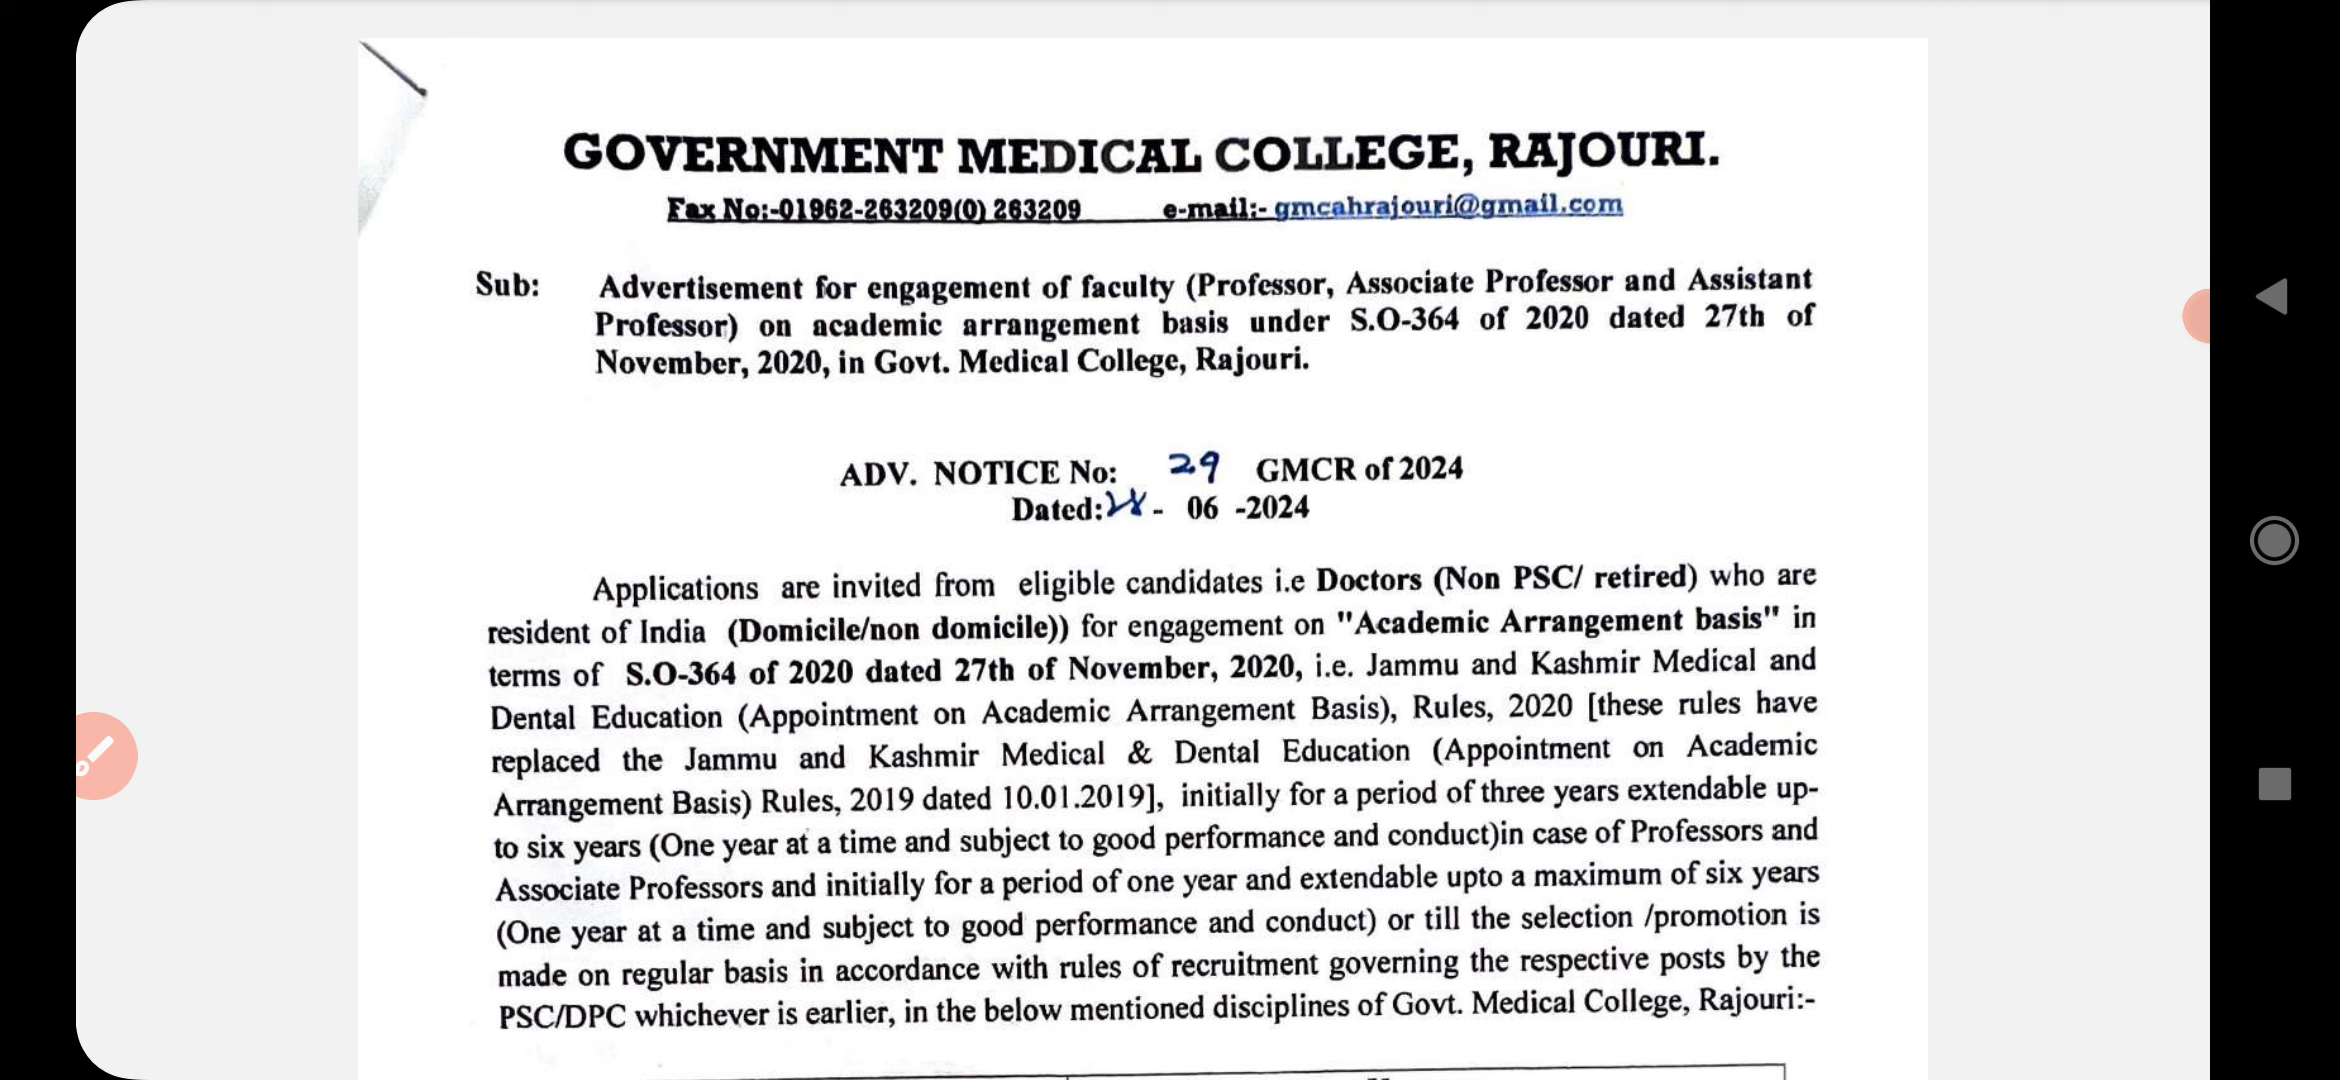 GOVERNMENT MEDICAL COLLEGE, RAJOURI.
Fax No:-01962-263209(0) 263209 e-mail:- gmcahrajouri@gmail.com
Sub: Advertisement for engagement of faculty (Professor, Associate Professor and Assistant
Professor) on academic arrangement basis under S.O-364 of 2020 dated 27th of
November, 2020, in Govt. Medical College, Rajouri.
ADV. NOTICE No: 29 GMCR of 2024
Dated: - 06 -2024
Applications are invited from eligible candidates i.e Doctors (Non PSC/ retired) who are
resident of India (Domicile/non domicile)) for engagement on "Academic Arrangement basis" in
terms of S.O-364 of 2020 dated 27th of November, 2020, i.e. Jammu and Kashmir Medical and
Dental Education (Appointment on Academic Arrangement Basis), Rules, 2020 [these rules have
replaced the Jammu and Kashmir Medical & Dental Education (Appointment on Academic
Arrangement Basis) Rules, 2019 dated 10.01.2019], initially for a period of three years extendable up-
to six years (One year at a time and subject to good performance and conduct)in case of Professors and
Associate Professors and initially for a period of one year and extendable upto a maximum of six years
(One year at a time and subject to good performance and conduct) or till the selection /promotion is
made on regular basis in accordance with rules of recruitment governing the respective posts by the
PSC/DPC whichever is earlier, in the below mentioned disciplines of Govt. Medical College, Rajouri:-